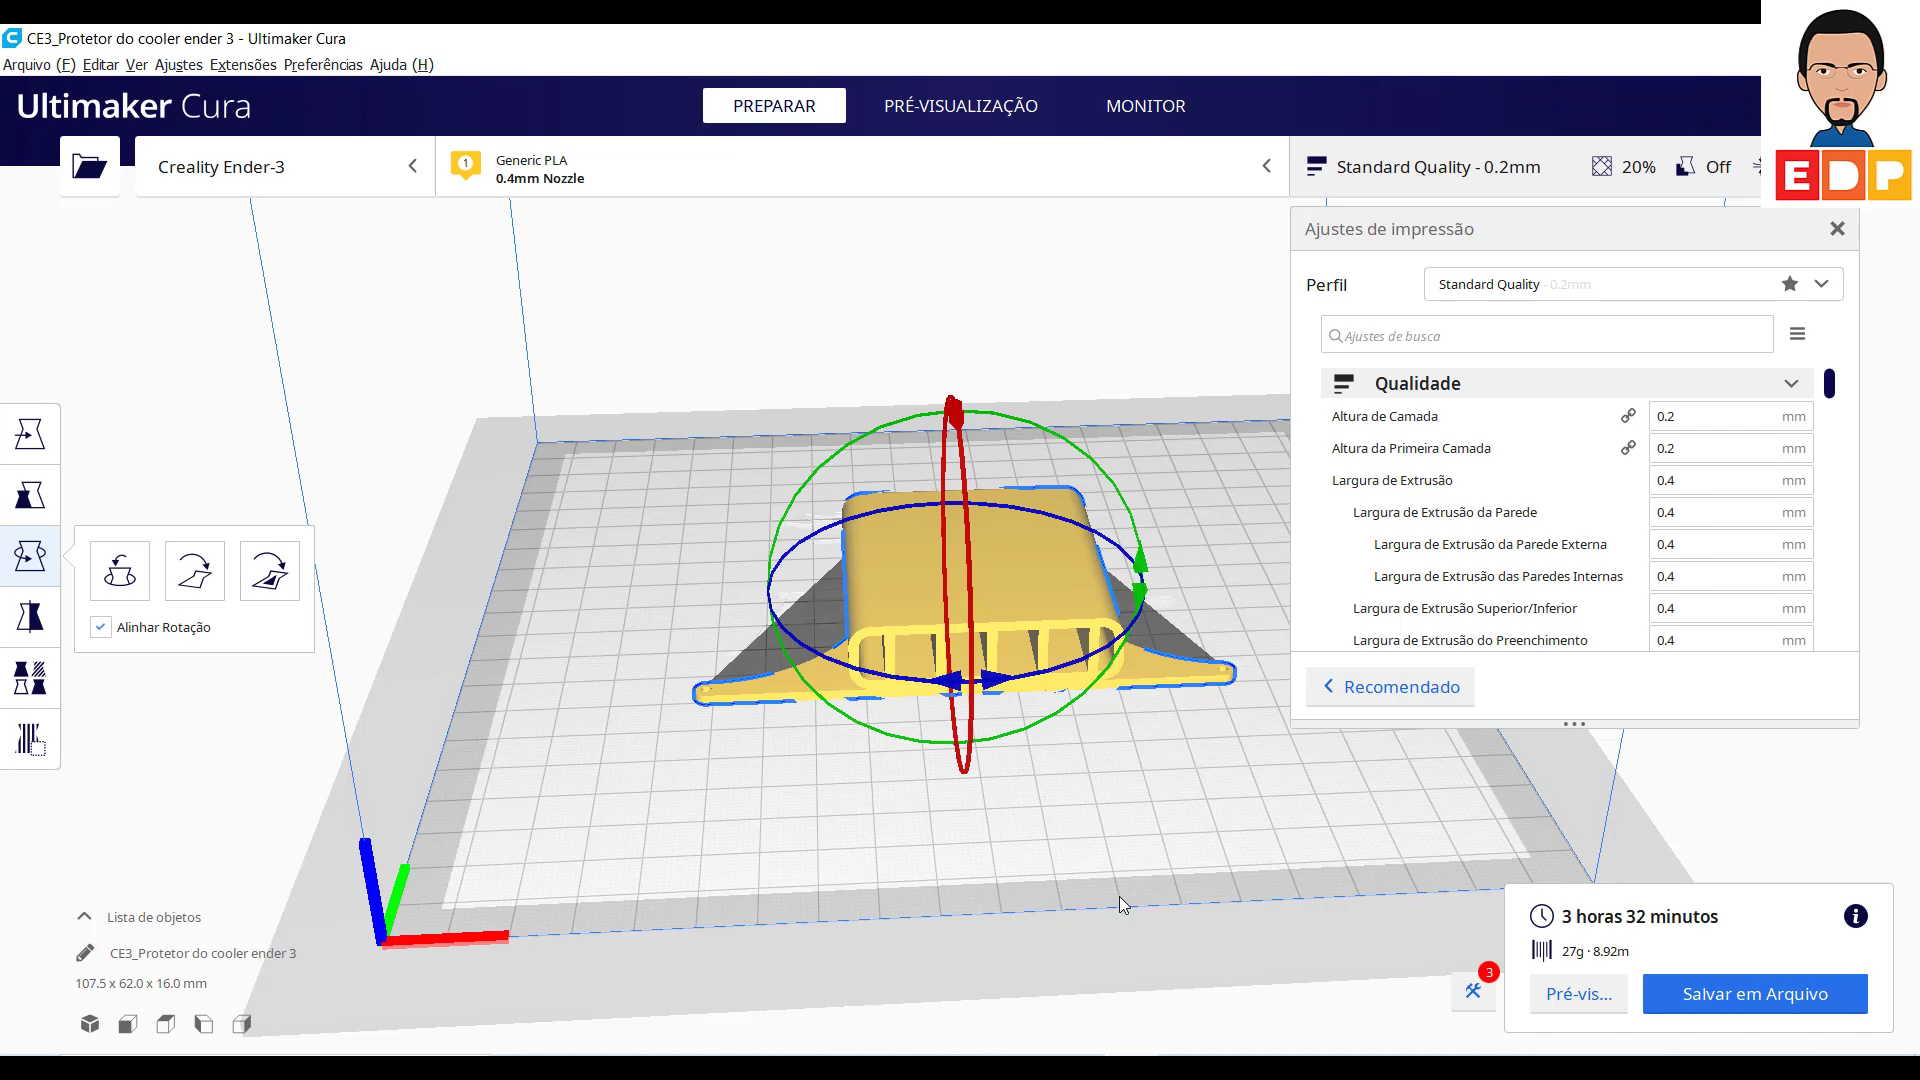 CE3_Protetor do cooler ender 3 - Ultimaker Cura
Arquivo (F) Editar Ver Ajustes Extensões Preferências Ajuda (H)
Ultimaker Cura
PREPARAR
PRÉ-VISUALIZAÇÃO
MONITOR
EDP
Creality Ender-3
1
Generic PLA
0.4mm Nozzle
Standard Quality - 0.2mm
20%
Off
Ajustes de impressão
Perfil
Standard Quality - 0.2mm
Ajustes de busca
Qualidade
Altura de Camada 0.2 mm
Altura da Primeira Camada 0.2 mm
Largura de Extrusão 0.4 mm
Largura de Extrusão da Parede 0.4 mm
Largura de Extrusão da Parede Externa 0.4 mm
Largura de Extrusão das Paredes Internas 0.4 mm
Largura de Extrusão Superior/Inferior 0.4 mm
Largura de Extrusão do Preenchimento 0.4 mm
Recomendado
Alinhar Rotação
Lista de objetos
CE3_Protetor do cooler ender 3
107.5 x 62.0 x 16.0 mm
3
3 horas 32 minutos
27g · 8.92m
Pré-vis...
Salvar em Arquivo